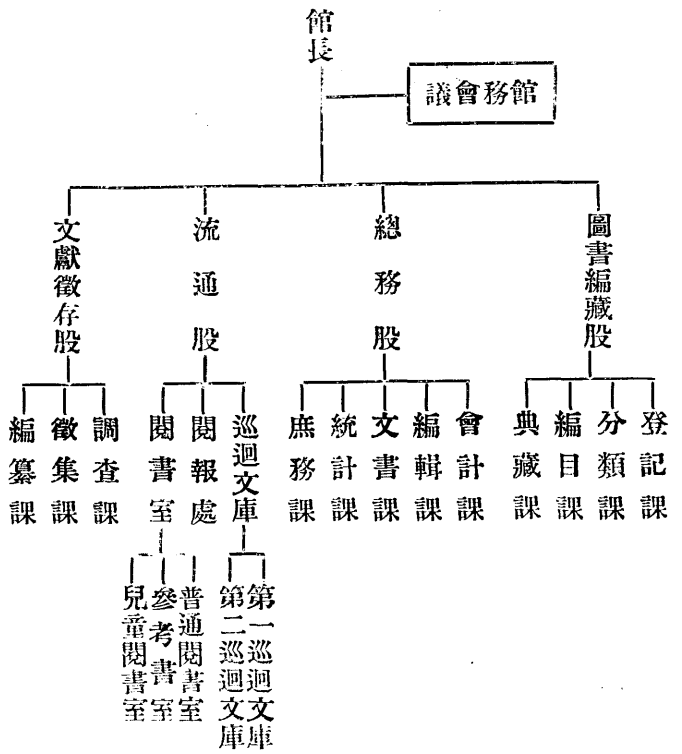 館長
館務會議
圖書編藏股
總務股
流通股
文獻徵存股
登記課
分類課
編目課
典藏課
會計課
編輯課
文書課
統計課
庶務課
巡迴文庫
閱報處
閱書室
調查課
徵集課
編纂課
第一巡迴文庫
第二巡迴文庫
普通閱書室
參考書室
兒童閱書室